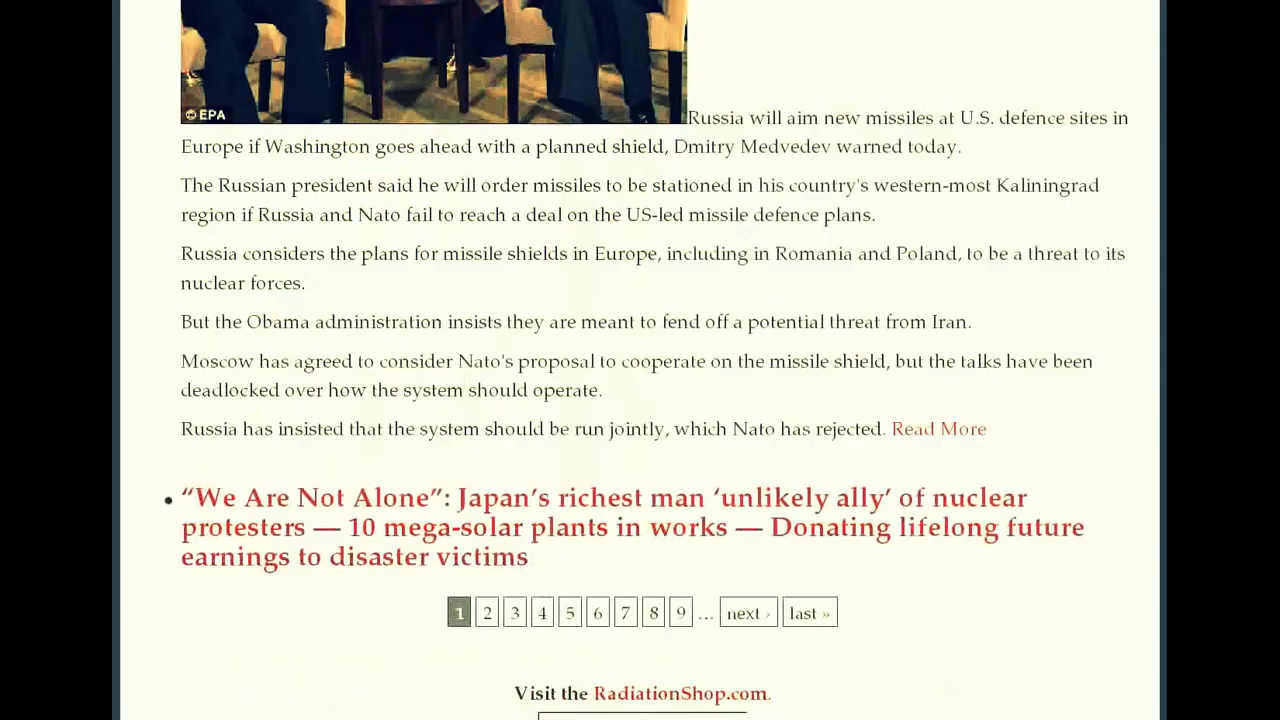 © EPA
Russia will aim new missiles at U.S. defence sites in
Europe if Washington goes ahead with a planned shield, Dmitry Medvedev warned today.
The Russian president said he will order missiles to be stationed in his country's western-most Kaliningrad
region if Russia and Nato fail to reach a deal on the US-led missile defence plans.
Russia considers the plans for missile shields in Europe, including in Romania and Poland, to be a threat to its
nuclear forces.
But the Obama administration insists they are meant to fend off a potential threat from Iran.
Moscow has agreed to consider Nato's proposal to cooperate on the missile shield, but the talks have been
deadlocked over how the system should operate.
Russia has insisted that the system should be run jointly, which Nato has rejected. Read More
• “We Are Not Alone”: Japan’s richest man ‘unlikely ally’ of nuclear
protesters — 10 mega-solar plants in works — Donating lifelong future
earnings to disaster victims
1 2 3 4 5 6 7 8 9 … next › last »
Visit the RadiationShop.com.